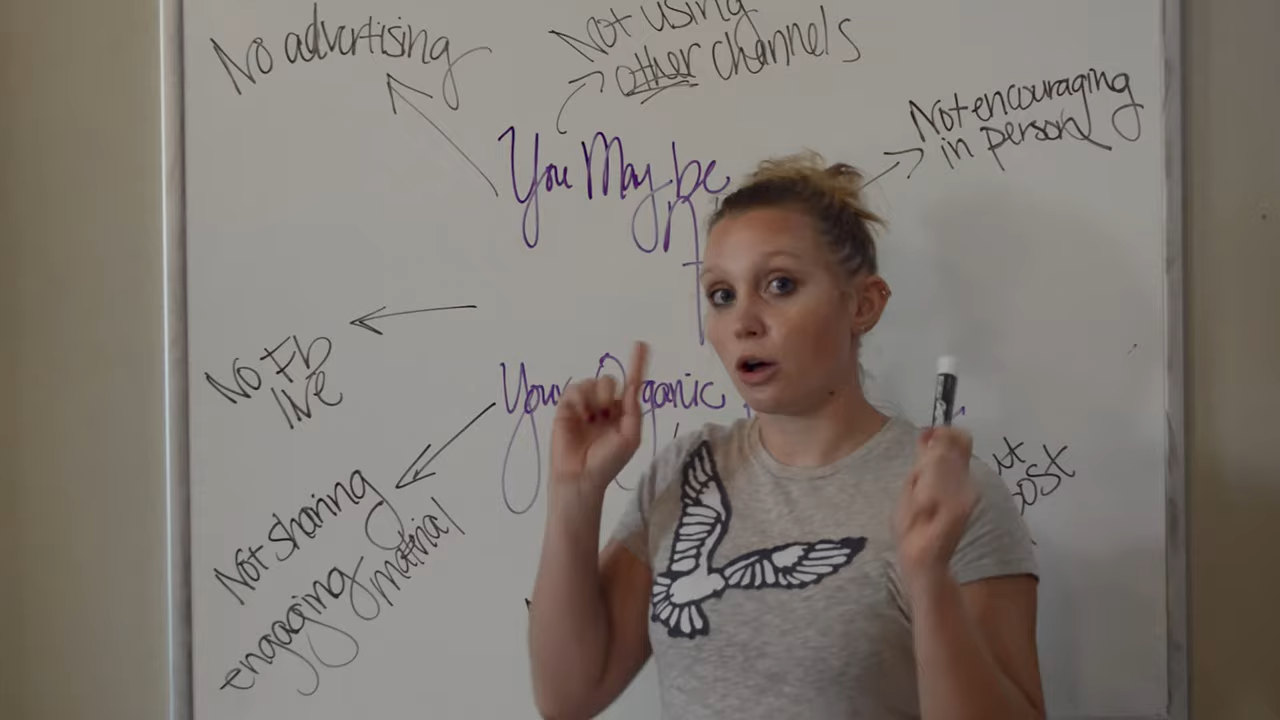 No advertising
Not using
other channels
Not encouraging
in person
You May be
No Fb
live
Your Organic
Not sharing
engaging
material